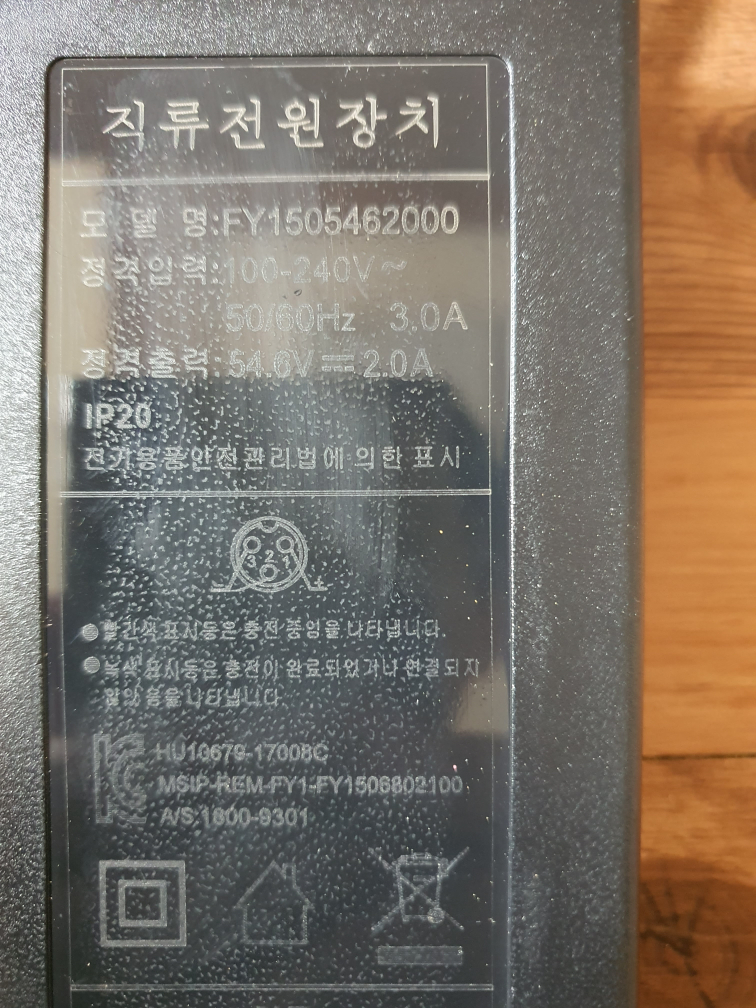 직류전원장치
모 델 명:FY1505462000
정격입력:100-240V~
50/60Hz 3.0A
정격출력:54.6V⎓2.0A
IP20
전기용품안전관리법에 의한 표시
3 2 1
- +
●빨간색 표시등은 충전 중임을 나타냅니다.
●녹색 표시등은 충전이 완료되었거나 연결되지
않았음을 나타냅니다
HU10679-17008C
MSIP-REM-FY1-FY1506802100
A/S:1800-9301